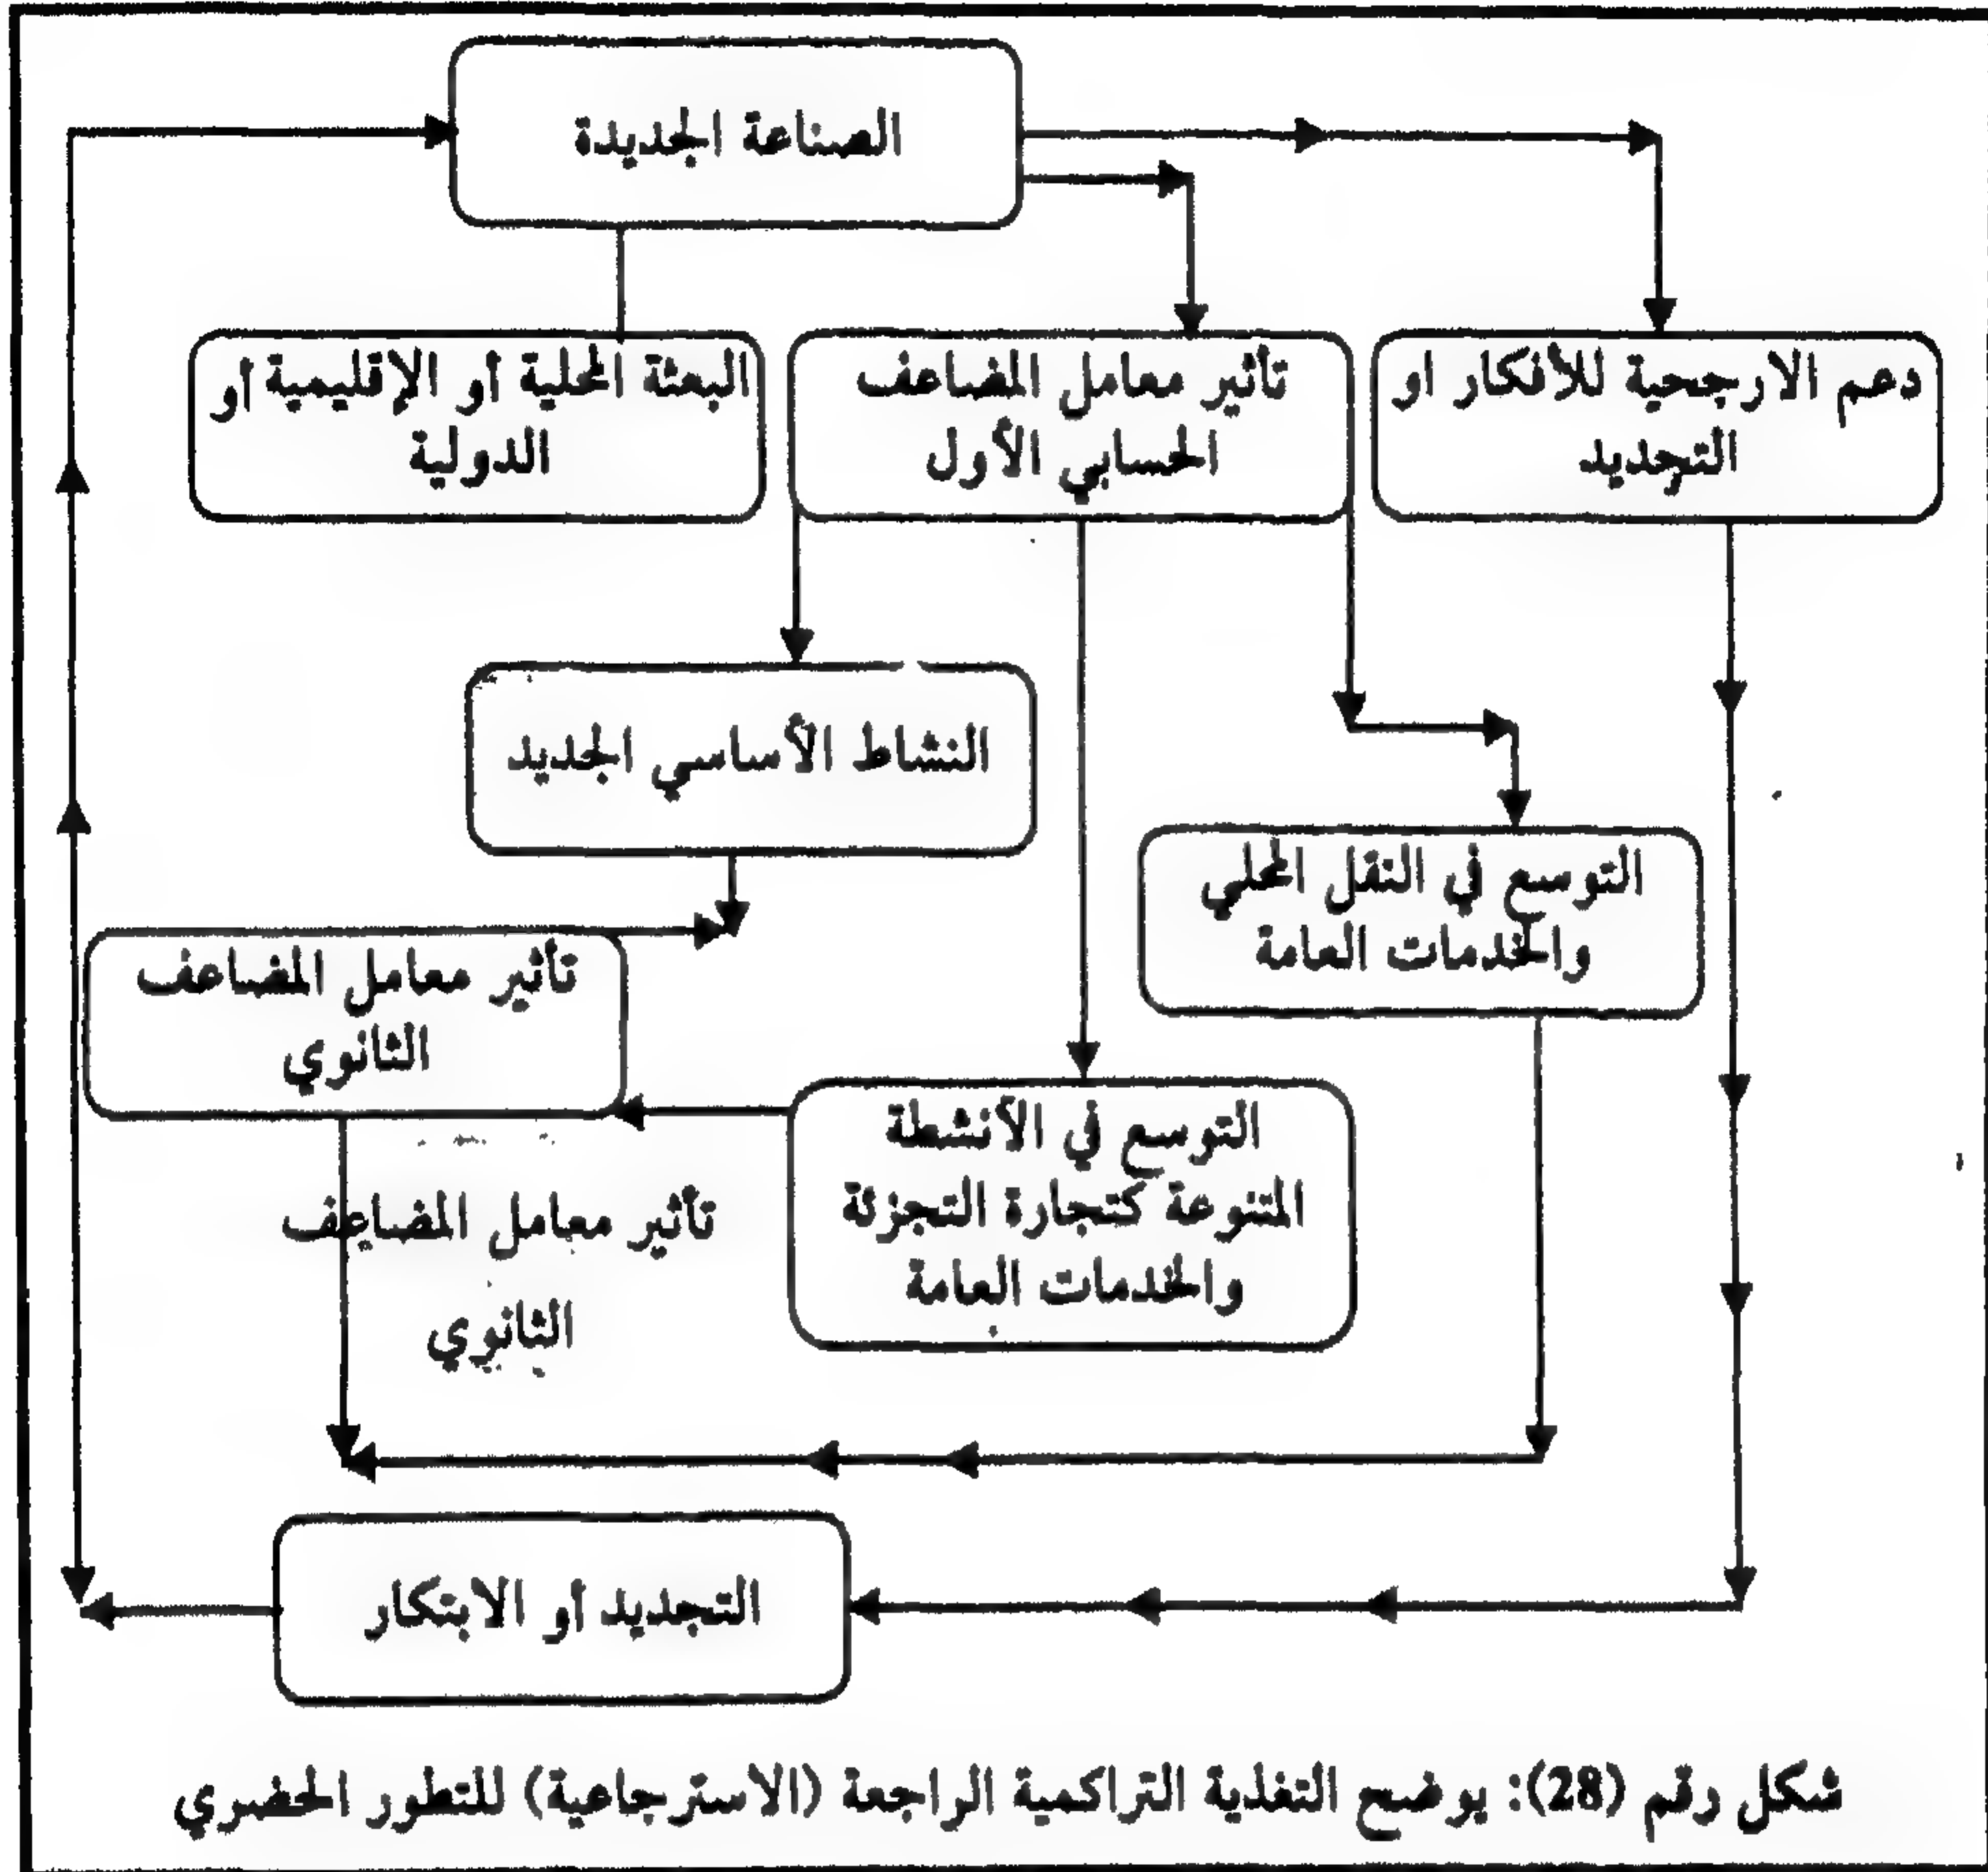 الصناعة الجديدة
دعم الارجحية للأفكار او
التجديد
تأثير معامل المضاعف
الحسابي الأول
البعثة المحلية أو الإقليمية أو
الدولية
النشاط الأساسي الجديد
التوسع في النقل المحلي
والخدمات العامة
تأثير معامل المضاعف
الثانوي
التوسع في الأنشطة
المتنوعة كتجارة التجزئة
والخدمات العامة
تأثير معامل المضاعف
الثانوي
التجديد أو الابتكار
شكل رقم (28): يوضح التغذية التراكمية الراجعة (الاسترجاعية) للتطور الحضري